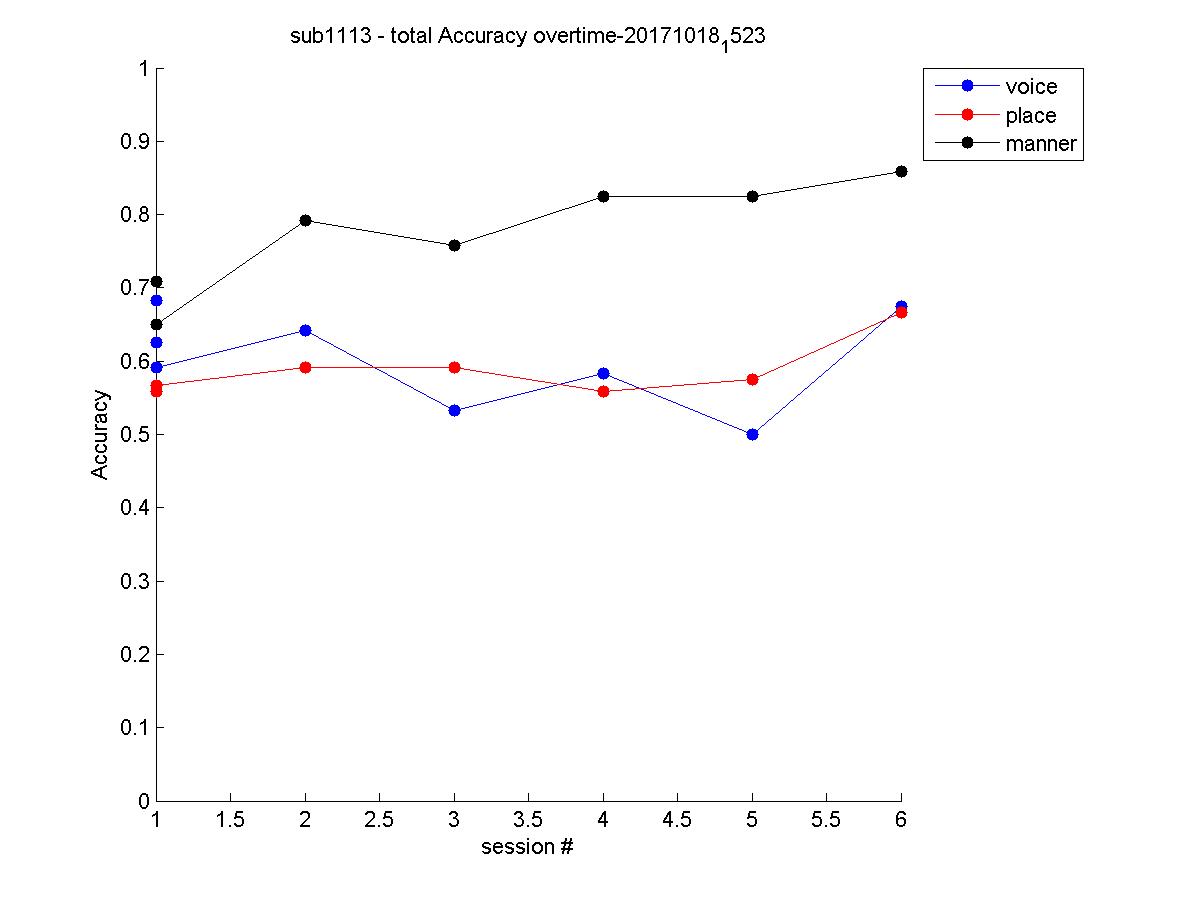 sub1113 - total Accuracy overtime-20171018₁523
voice
place
manner
1
0.9
0.8
0.7
0.6
0.5
0.4
0.3
0.2
0.1
0
Accuracy
1 1.5 2 2.5 3 3.5 4 4.5 5 5.5 6
session #